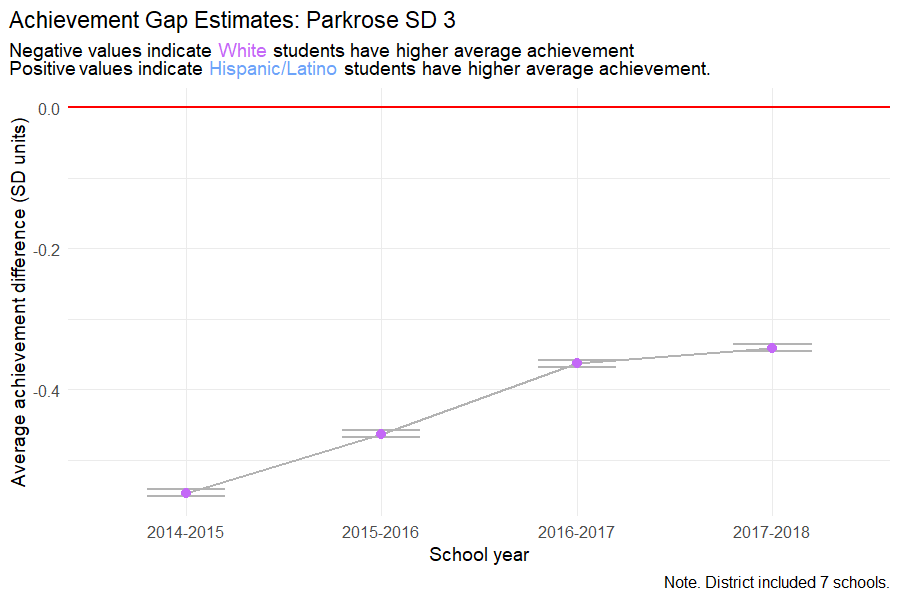 Achievement Gap Estimates: Parkrose SD 3
Negative values indicate White students have higher average achievement
Positive values indicate Hispanic/Latino students have higher average achievement.
Average achievement difference (SD units)
0.0
-0.2
-0.4
2014-2015
2015-2016
2016-2017
2017-2018
School year
Note. District included 7 schools.